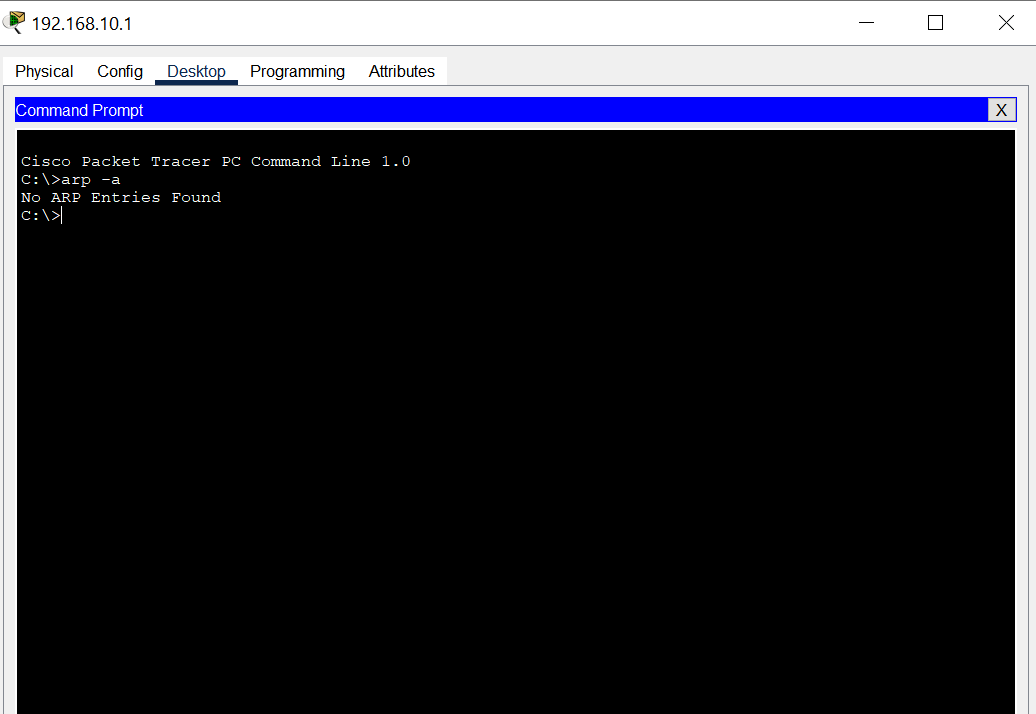 192.168.10.1
Physical Config Desktop Programming Attributes
Command Prompt X
Cisco Packet Tracer PC Command Line 1.0
C:\>arp -a
No ARP Entries Found
C:\>